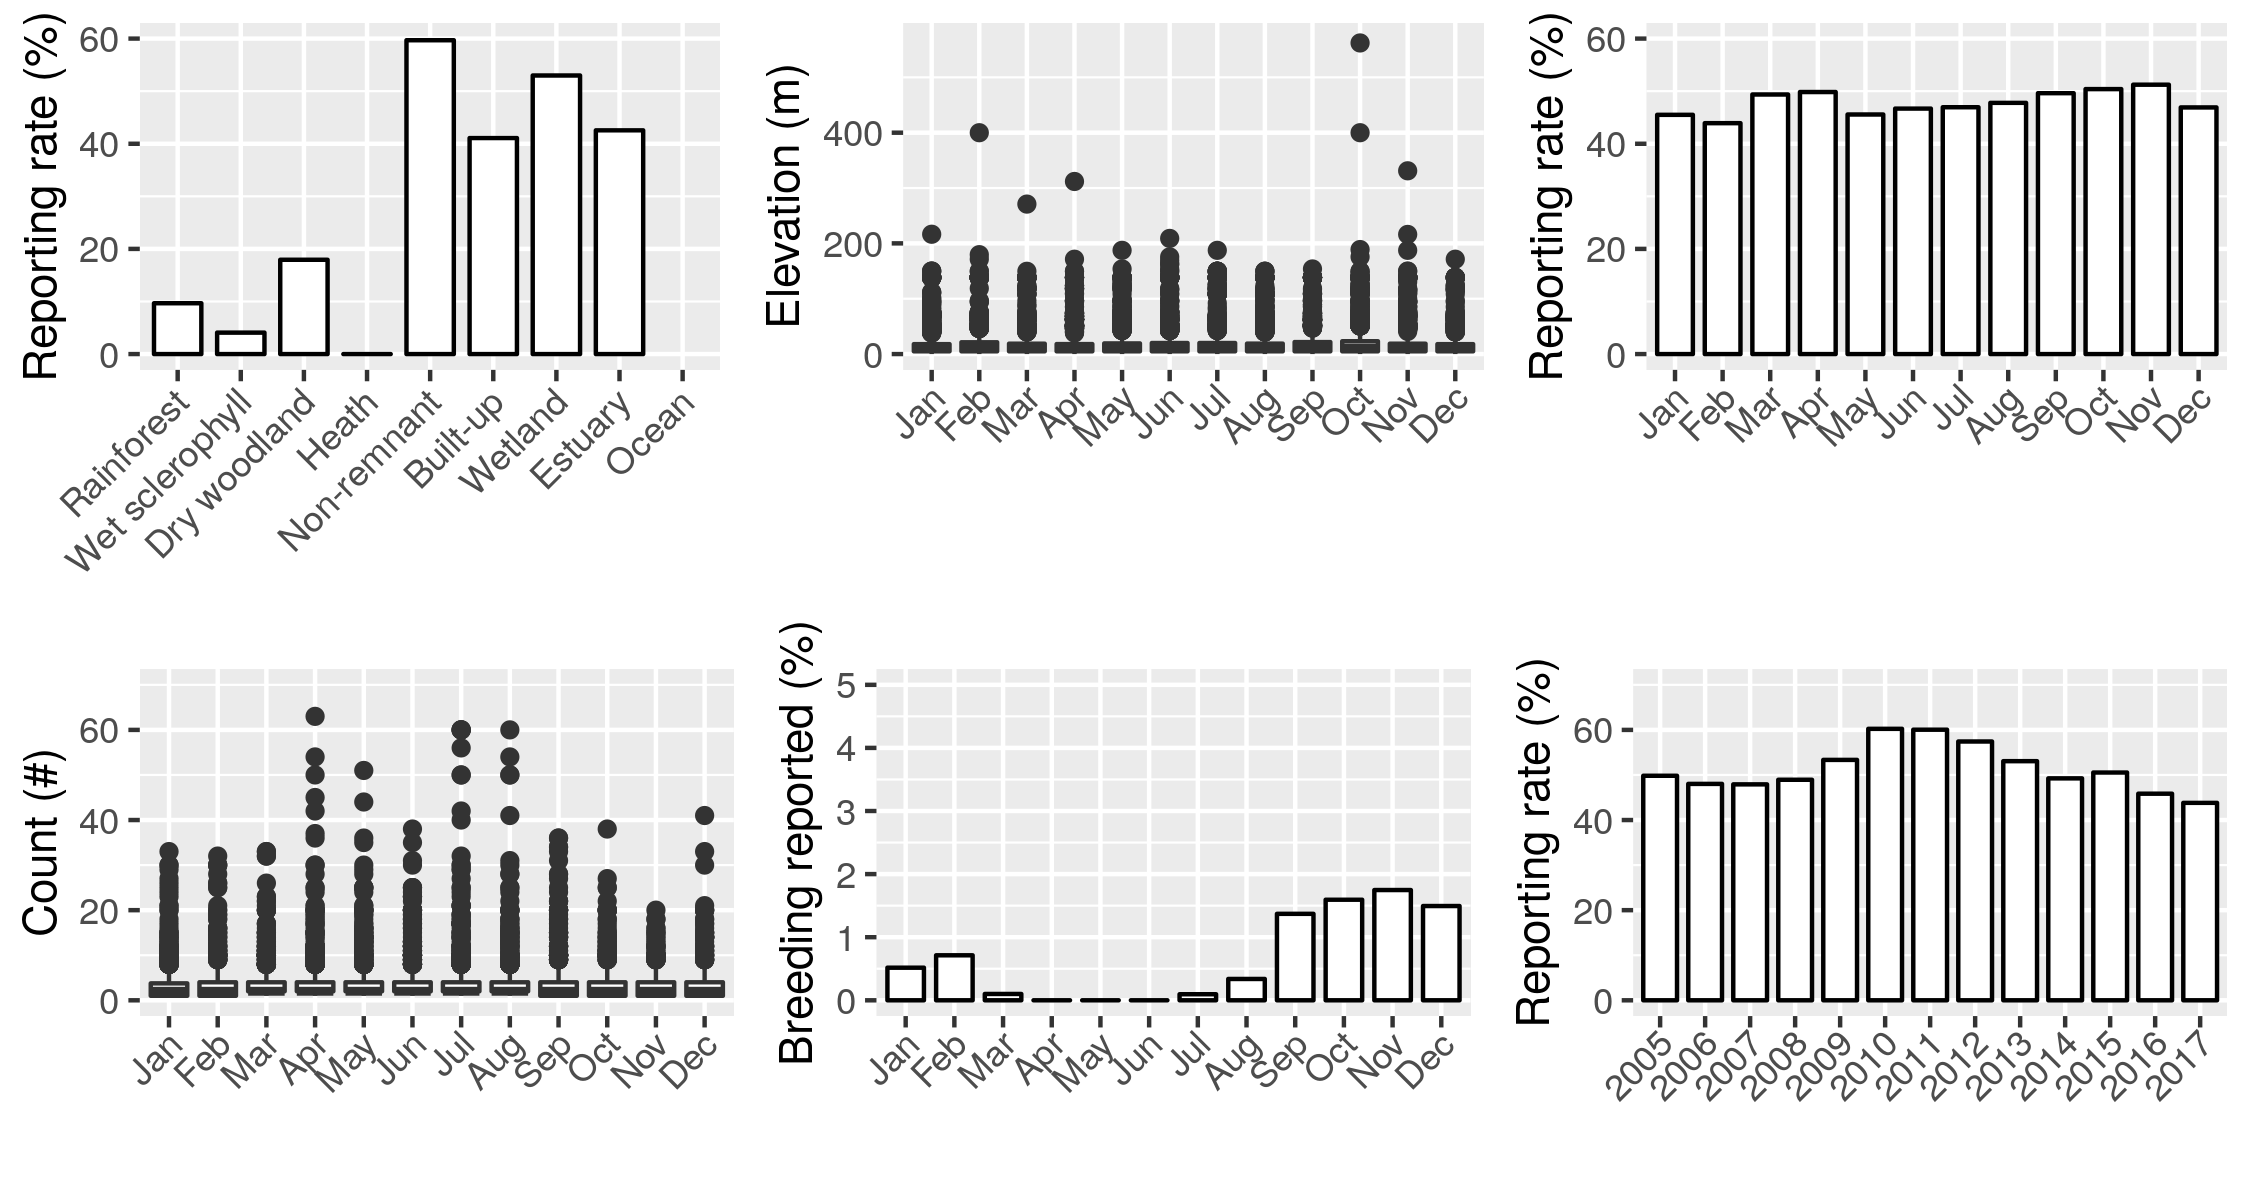 Reporting rate (%)
60
40
20
0
Rainforest
Wet sclerophyll
Dry woodland
Heath
Non-remnant
Built-up
Wetland
Estuary
Ocean
Elevation (m)
400
200
0
Jan
Feb
Mar
Apr
May
Jun
Jul
Aug
Sep
Oct
Nov
Dec
Reporting rate (%)
60
40
20
0
Jan
Feb
Mar
Apr
May
Jun
Jul
Aug
Sep
Oct
Nov
Dec
Count (#)
60
40
20
0
Jan
Feb
Mar
Apr
May
Jun
Jul
Aug
Sep
Oct
Nov
Dec
Breeding reported (%)
5
4
3
2
1
0
Jan
Feb
Mar
Apr
May
Jun
Jul
Aug
Sep
Oct
Nov
Dec
Reporting rate (%)
60
40
20
0
2005
2006
2007
2008
2009
2010
2011
2012
2013
2014
2015
2016
2017